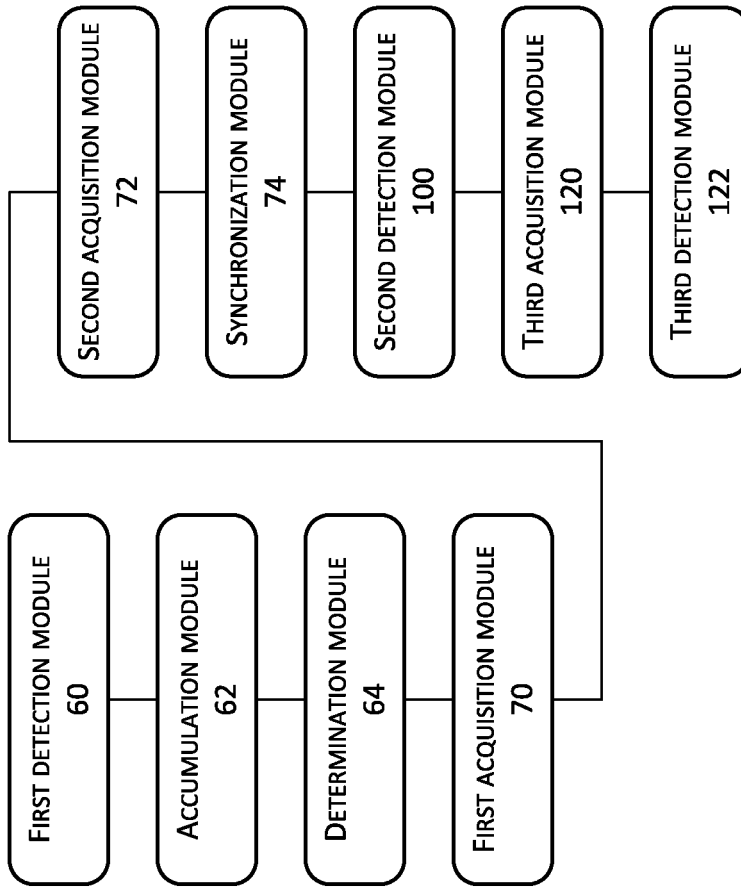 FIRST DETECTION MODULE
60
ACCUMULATION MODULE
62
DETERMINATION MODULE
64
FIRST ACQUISITION MODULE
70
SECOND ACQUISITION MODULE
72
SYNCHRONIZATION MODULE
74
SECOND DETECTION MODULE
100
THIRD ACQUISITION MODULE
120
THIRD DETECTION MODULE
122